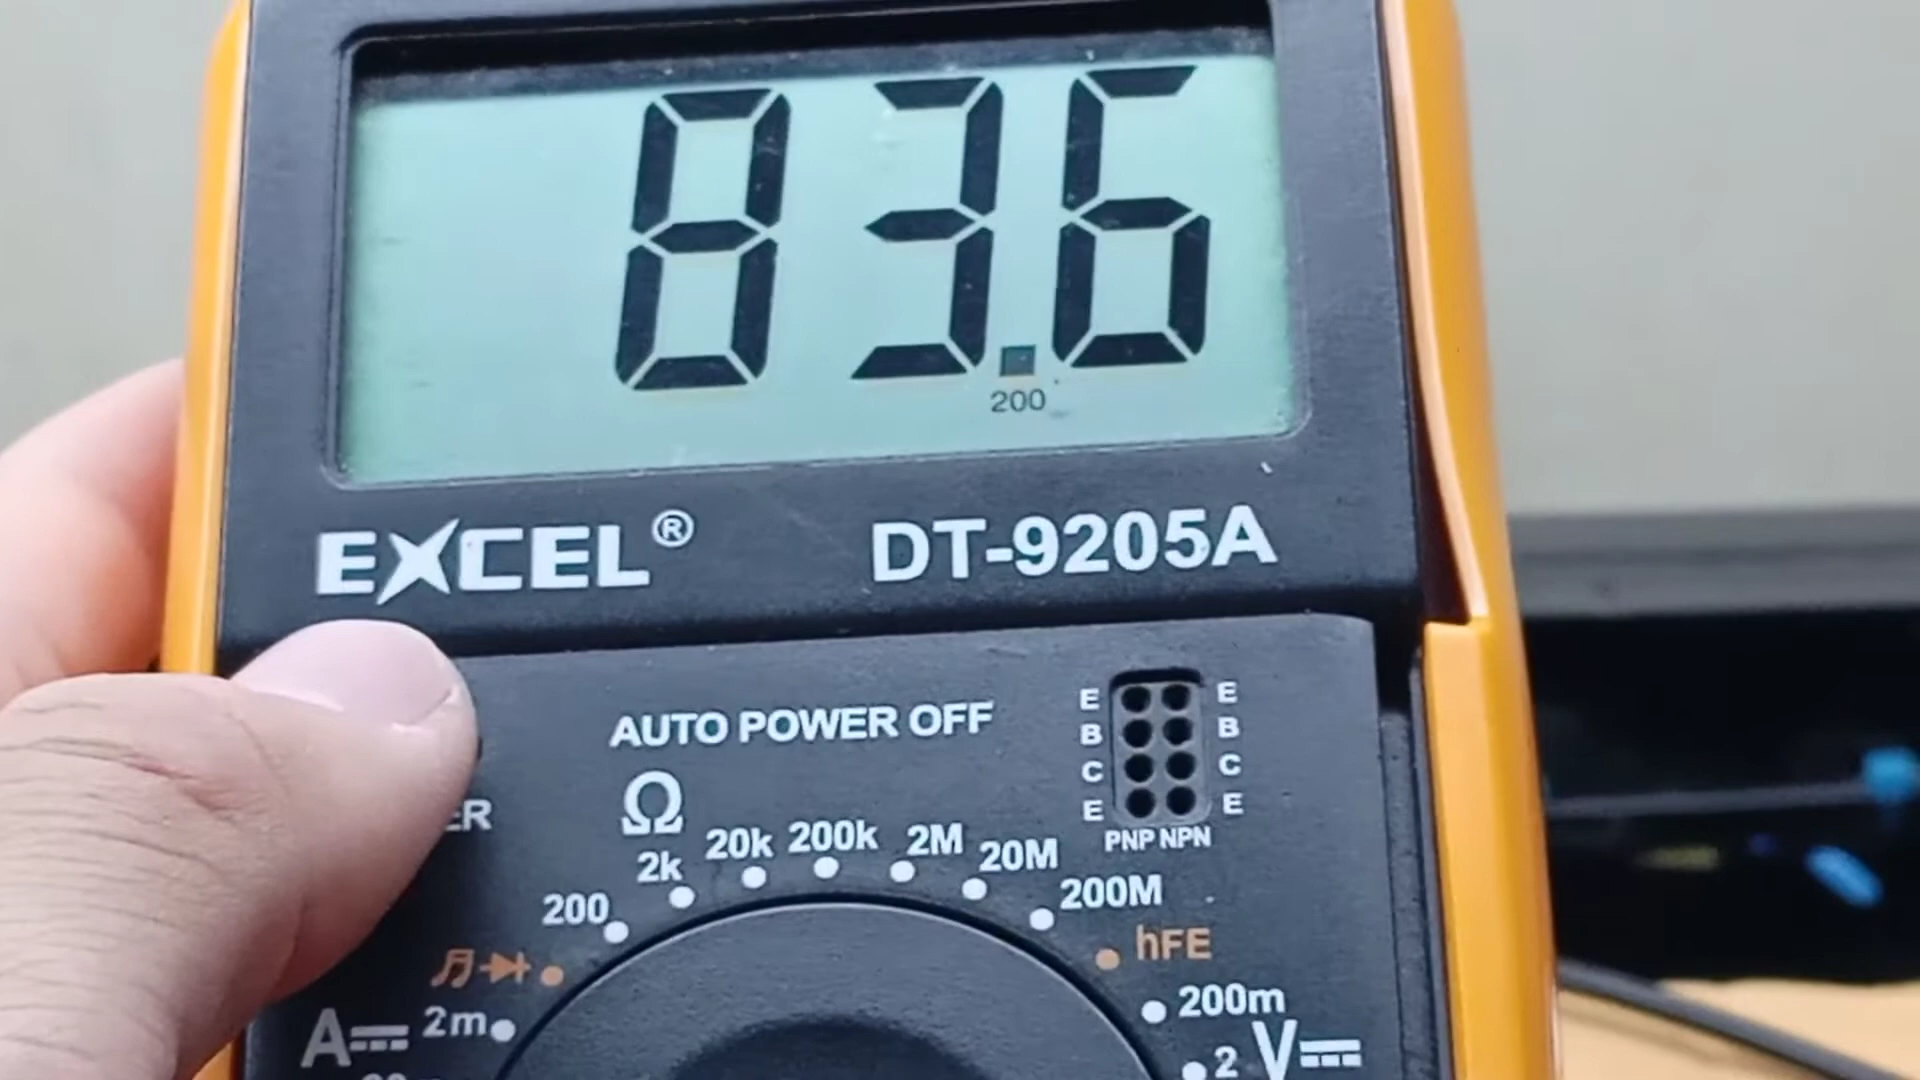 83.6
200
EXCEL® DT-9205A
AUTO POWER OFF
E E
B B
C C
E E
PNP NPN
ER
Ω
200 2k 20k 200k 2M 20M 200M
hFE
A 2m
200m
2 V